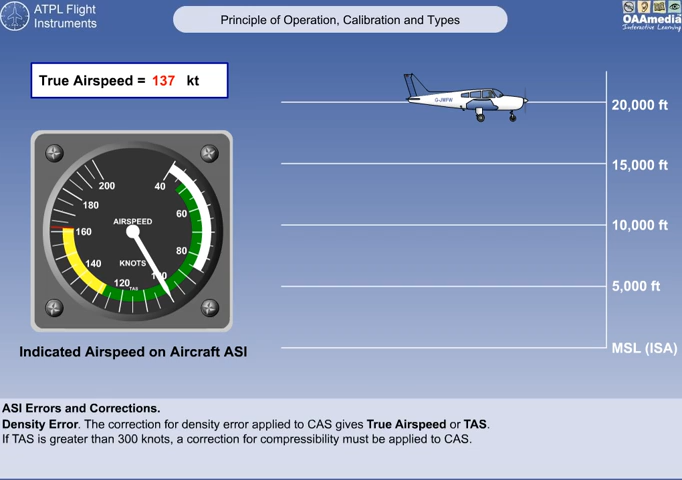 ATPL Flight
Instruments
Principle of Operation, Calibration and Types
OAAmedia
Interactive Learning
True Airspeed = 137 kt
200
180
160
140
120
TAS
100
80
60
40
AIRSPEED
KNOTS
Indicated Airspeed on Aircraft ASI
G-JWFW
20,000 ft
15,000 ft
10,000 ft
5,000 ft
MSL (ISA)
ASI Errors and Corrections.
Density Error. The correction for density error applied to CAS gives True Airspeed or TAS.
If TAS is greater than 300 knots, a correction for compressibility must be applied to CAS.